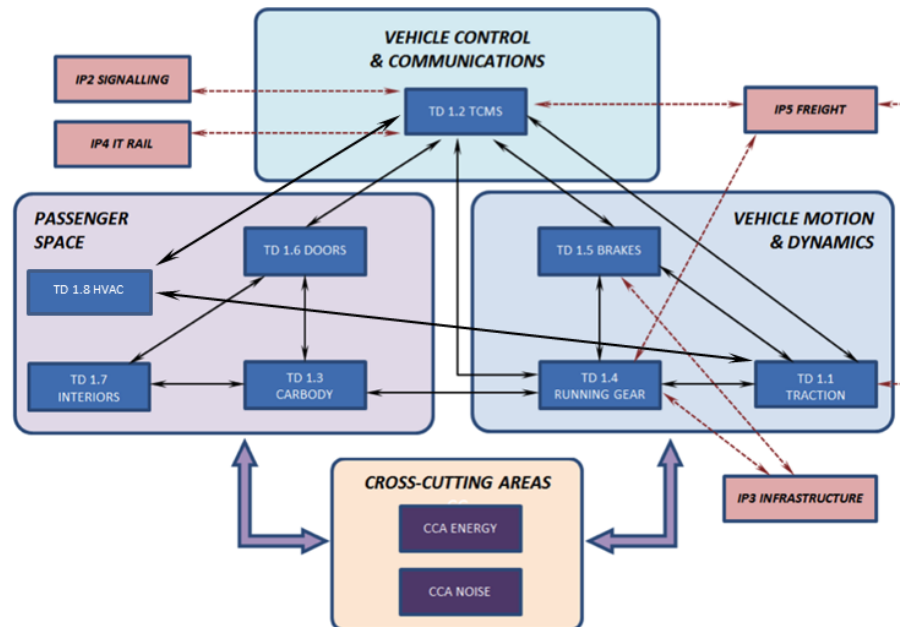 VEHICLE CONTROL
& COMMUNICATIONS
IP2 SIGNALLING
TD 1.2 TCMS
IP5 FREIGHT
IP4 IT RAIL
PASSENGER
SPACE
VEHICLE MOTION
& DYNAMICS
TD 1.6 DOORS
TD 1.5 BRAKES
TD 1.8 HVAC
TD 1.7
INTERIORS
TD 1.3
CARBODY
TD 1.4
RUNNING GEAR
TD 1.1
TRACTION
CROSS-CUTTING AREAS
IP3 INFRASTRUCTURE
CCA ENERGY
CCA NOISE